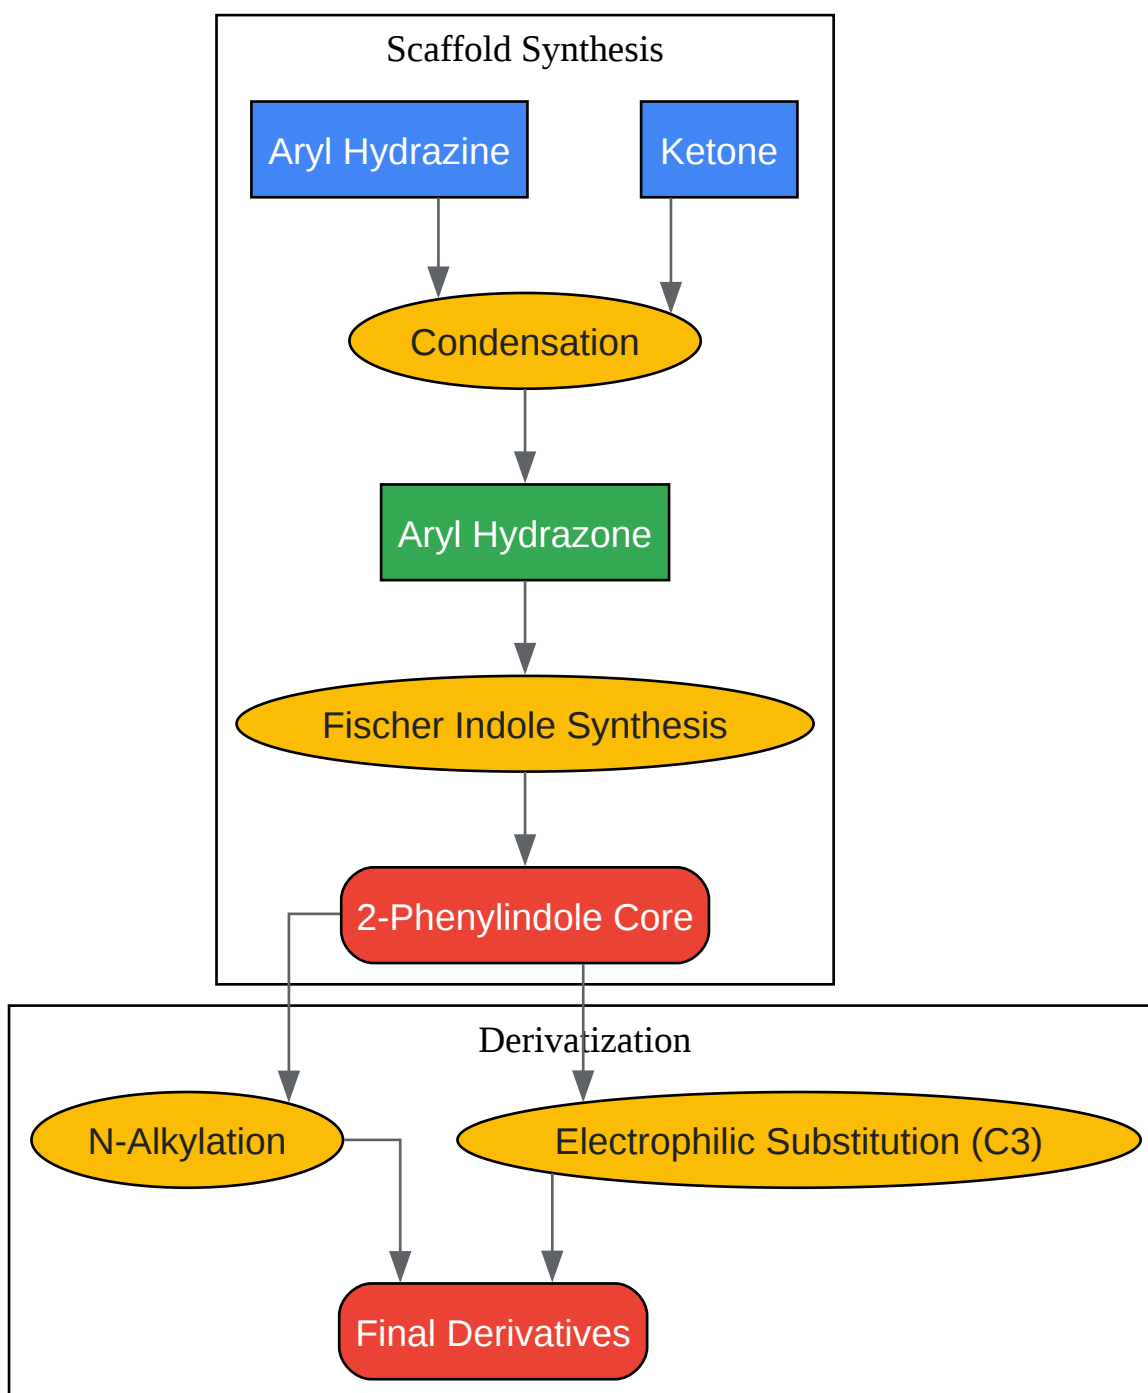 Scaffold Synthesis
Aryl Hydrazine
Ketone
Condensation
Aryl Hydrazone
Fischer Indole Synthesis
2-Phenylindole Core
Derivatization
N-Alkylation
Electrophilic Substitution (C3)
Final Derivatives